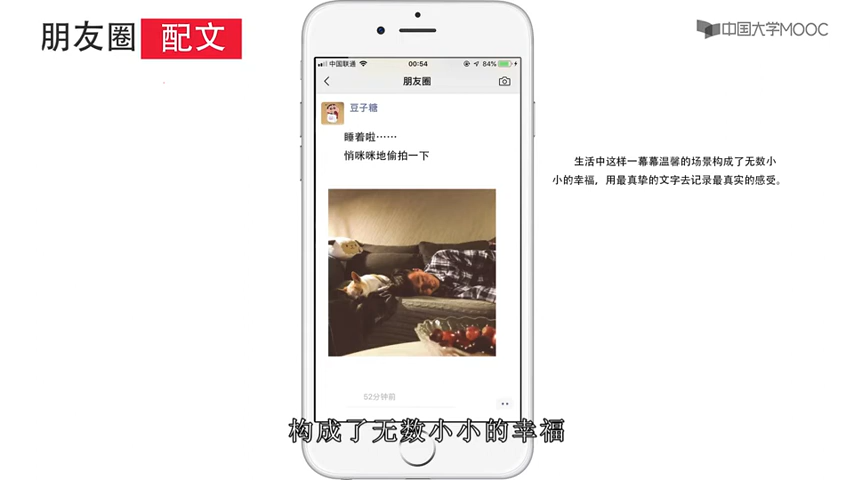 朋友圈 配文
中国大学MOOC
中国联通 00:54 84%
朋友圈
豆子糖
睡着啦……
悄咪咪地偷拍一下
52分钟前
生活中这样一幕幕温馨的场景构成了无数小
小的幸福，用最真挚的文字去记录最真实的感受。
构成了无数小小的幸福